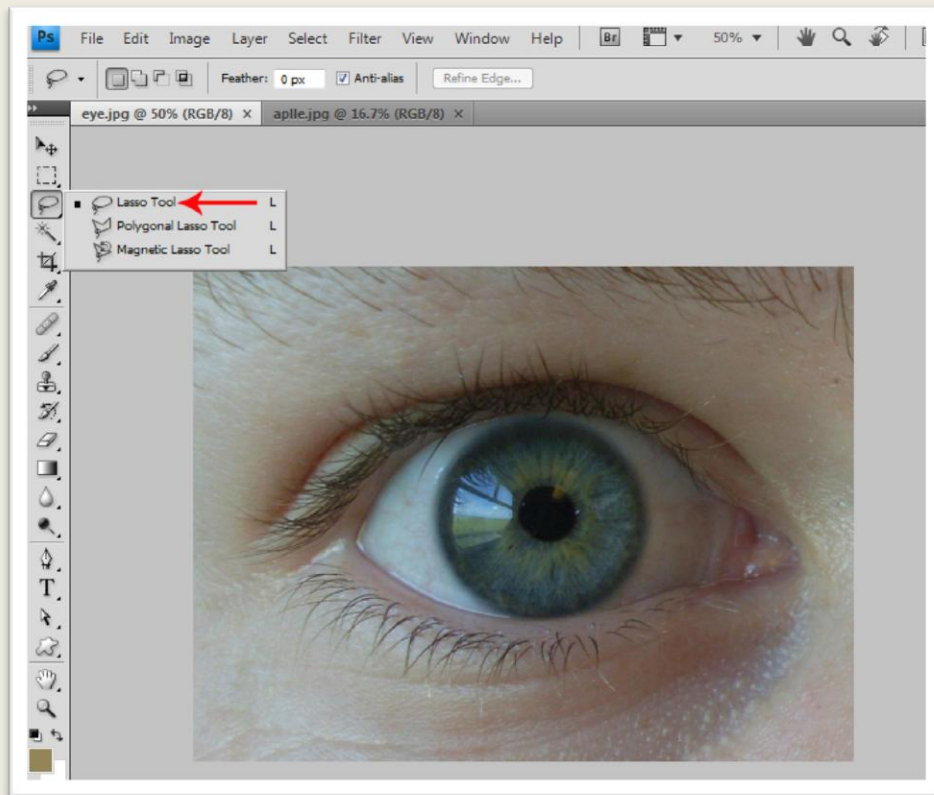 Ps File Edit Image Layer Select Filter View Window Help Br 50%
Feather: 0 px Anti-alias Refine Edge...
eye.jpg @ 50% (RGB/8) × aplle.jpg @ 16.7% (RGB/8) ×
Lasso Tool L
Polygonal Lasso Tool L
Magnetic Lasso Tool L
T